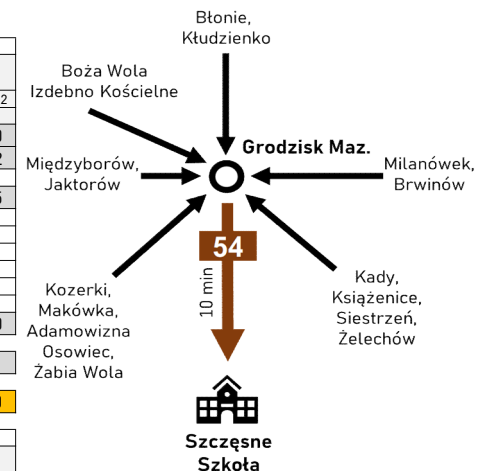 Błonie,
Kłudzienko
Boża Wola
Izdebno Kościelne
Grodzisk Maz.
Międzyborów,
Jaktorów
Milanówek,
Brwinów
54
10 min
Kozerki,
Makówka,
Adamowizna
Osowiec,
Żabia Wola
Kady,
Książenice,
Siestrzeń,
Żelechów
Szczęsne
Szkoła